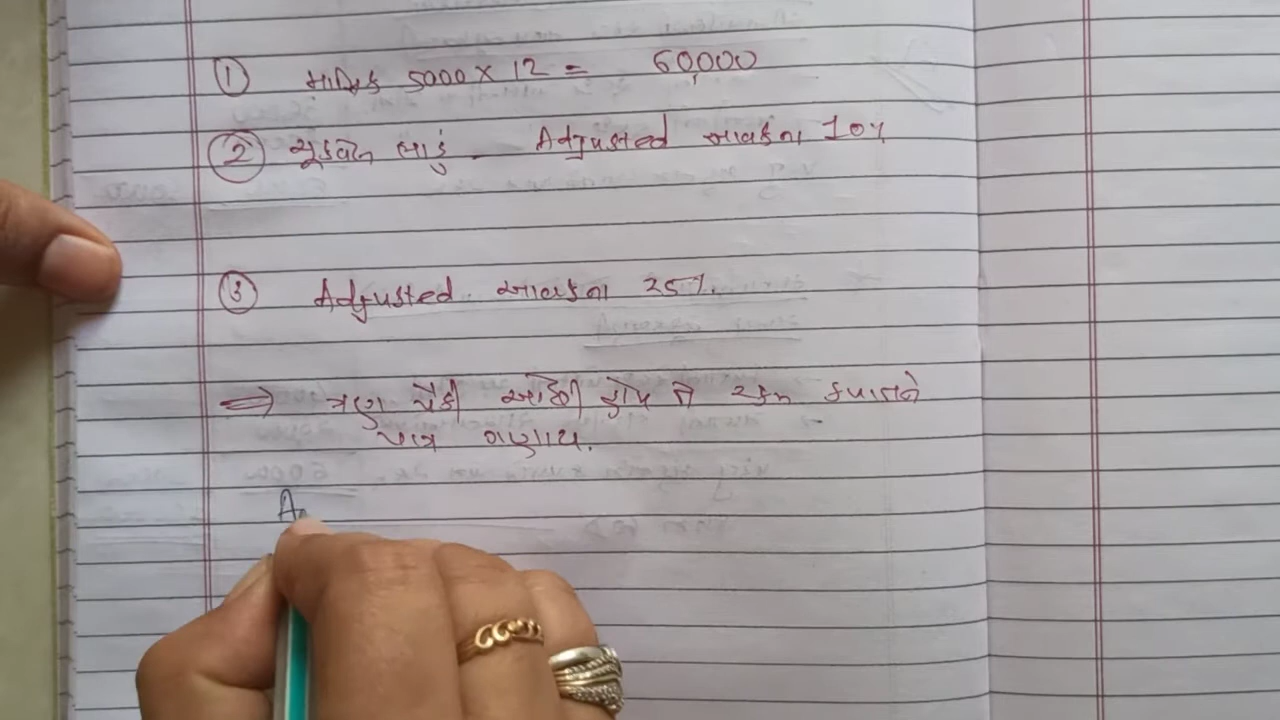 ① માસિક 5000 × 12 = 60,000
② ચૂકવેલ ભાડું - Adjusted આવકના 10%
③ Adjusted આવકના 25%.
⇒ ત્રણ પૈકી ઓછી હોય તે રકમ કપાતને
પાત્ર ગણાય.